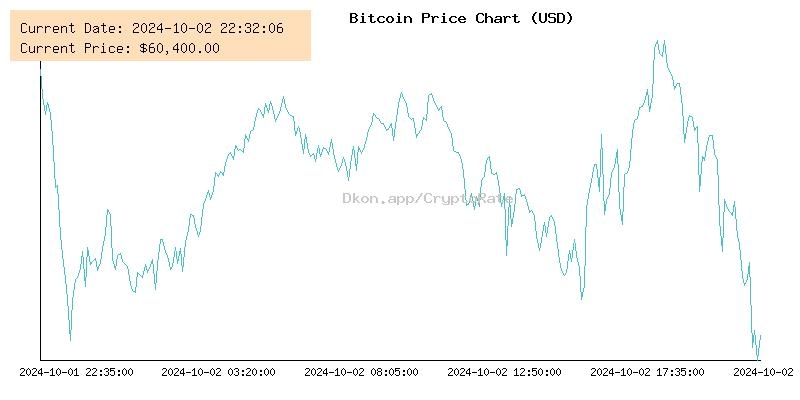 Bitcoin Price Chart (USD)
Current Date: 2024-10-02 22:32:06
Current Price: $60,400.00
Dkon.app/CryptoRate
2024-10-01 22:35:00
2024-10-02 03:20:00
2024-10-02 08:05:00
2024-10-02 12:50:00
2024-10-02 17:35:00
2024-10-02